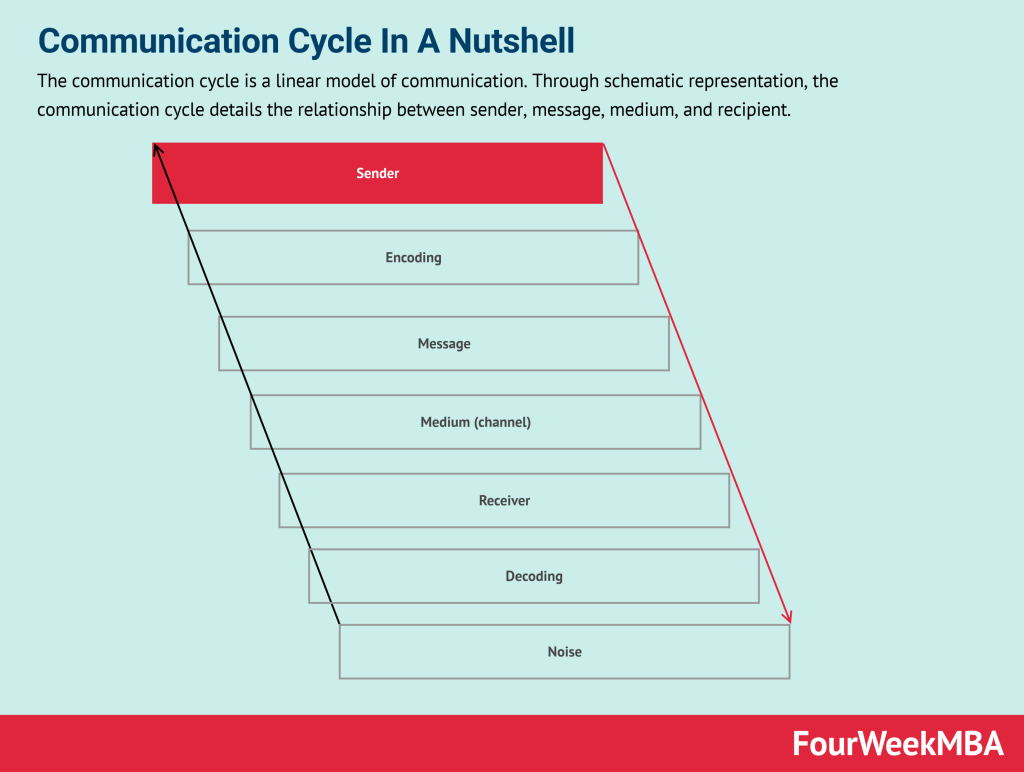 Communication Cycle In A Nutshell
The communication cycle is a linear model of communication. Through schematic representation, the
communication cycle details the relationship between sender, message, medium, and recipient.
Sender
Encoding
Message
Medium (channel)
Receiver
Decoding
Noise
FourWeekMBA